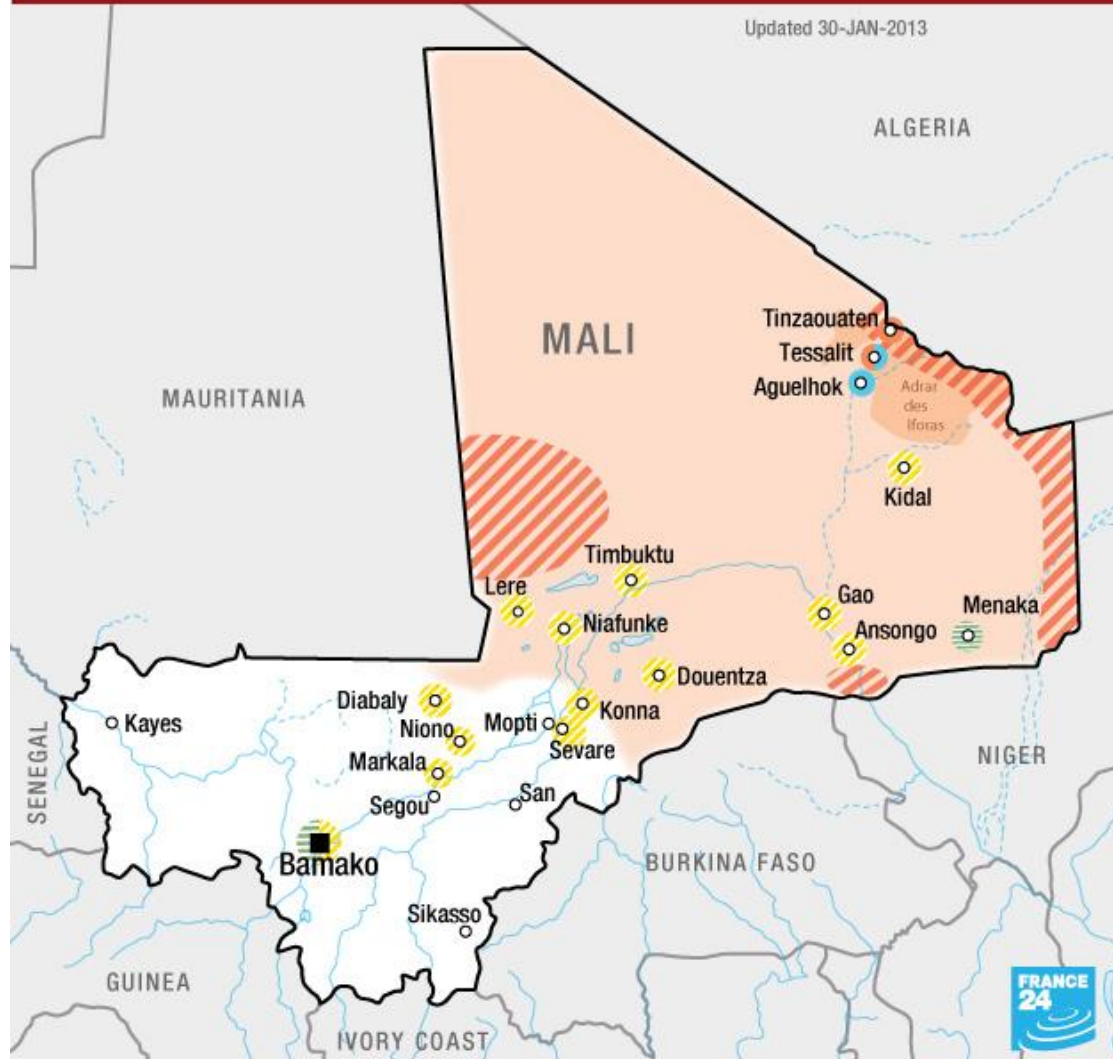 Updated 30-JAN-2013
ALGERIA
Tinzaouaten
MALI
Tessalit
Aguelhok
Adrar
des
Iforas
MAURITANIA
Kidal
Timbuktu
Lere
Gao
Menaka
Niafunke
Ansongo
Douentza
Diabaly
Konna
Kayes
Mopti
Niono
Sevare
SENEGAL
Markala
NIGER
Segou
San
Bamako
BURKINA FASO
Sikasso
GUINEA
FRANCE
24
IVORY COAST